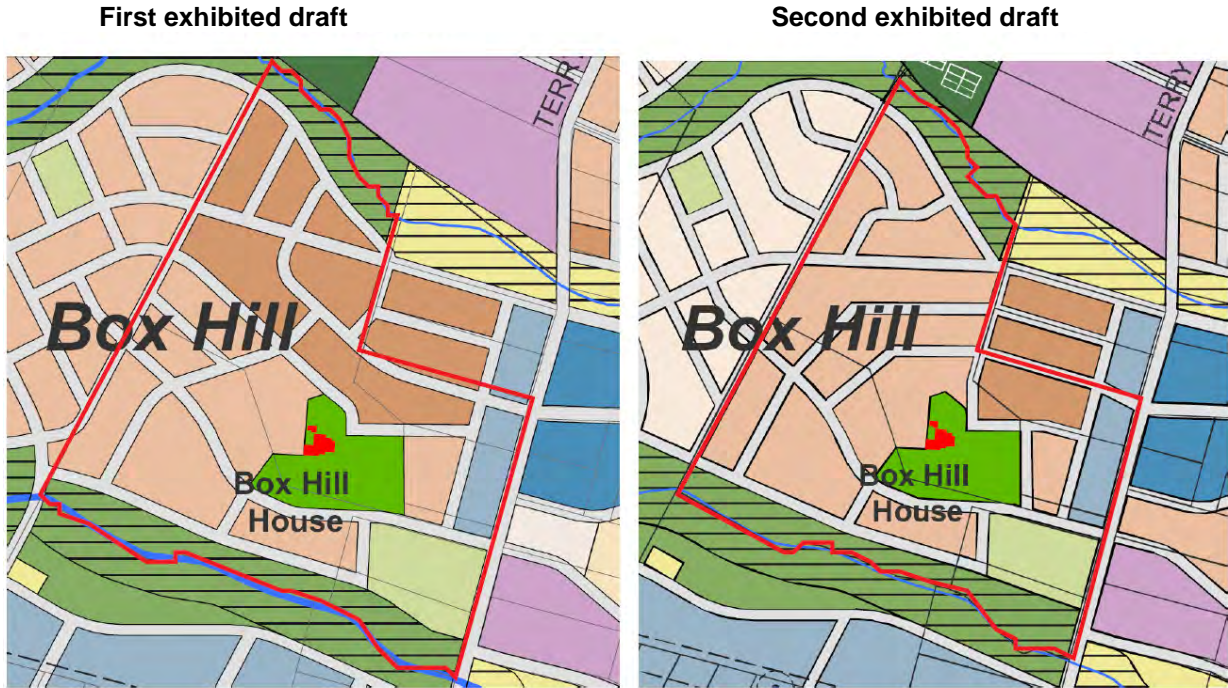 First exhibited draft
Second exhibited draft
TERRY
Box Hill
Box Hill
House
TERRY
Box Hill
Box Hill
House